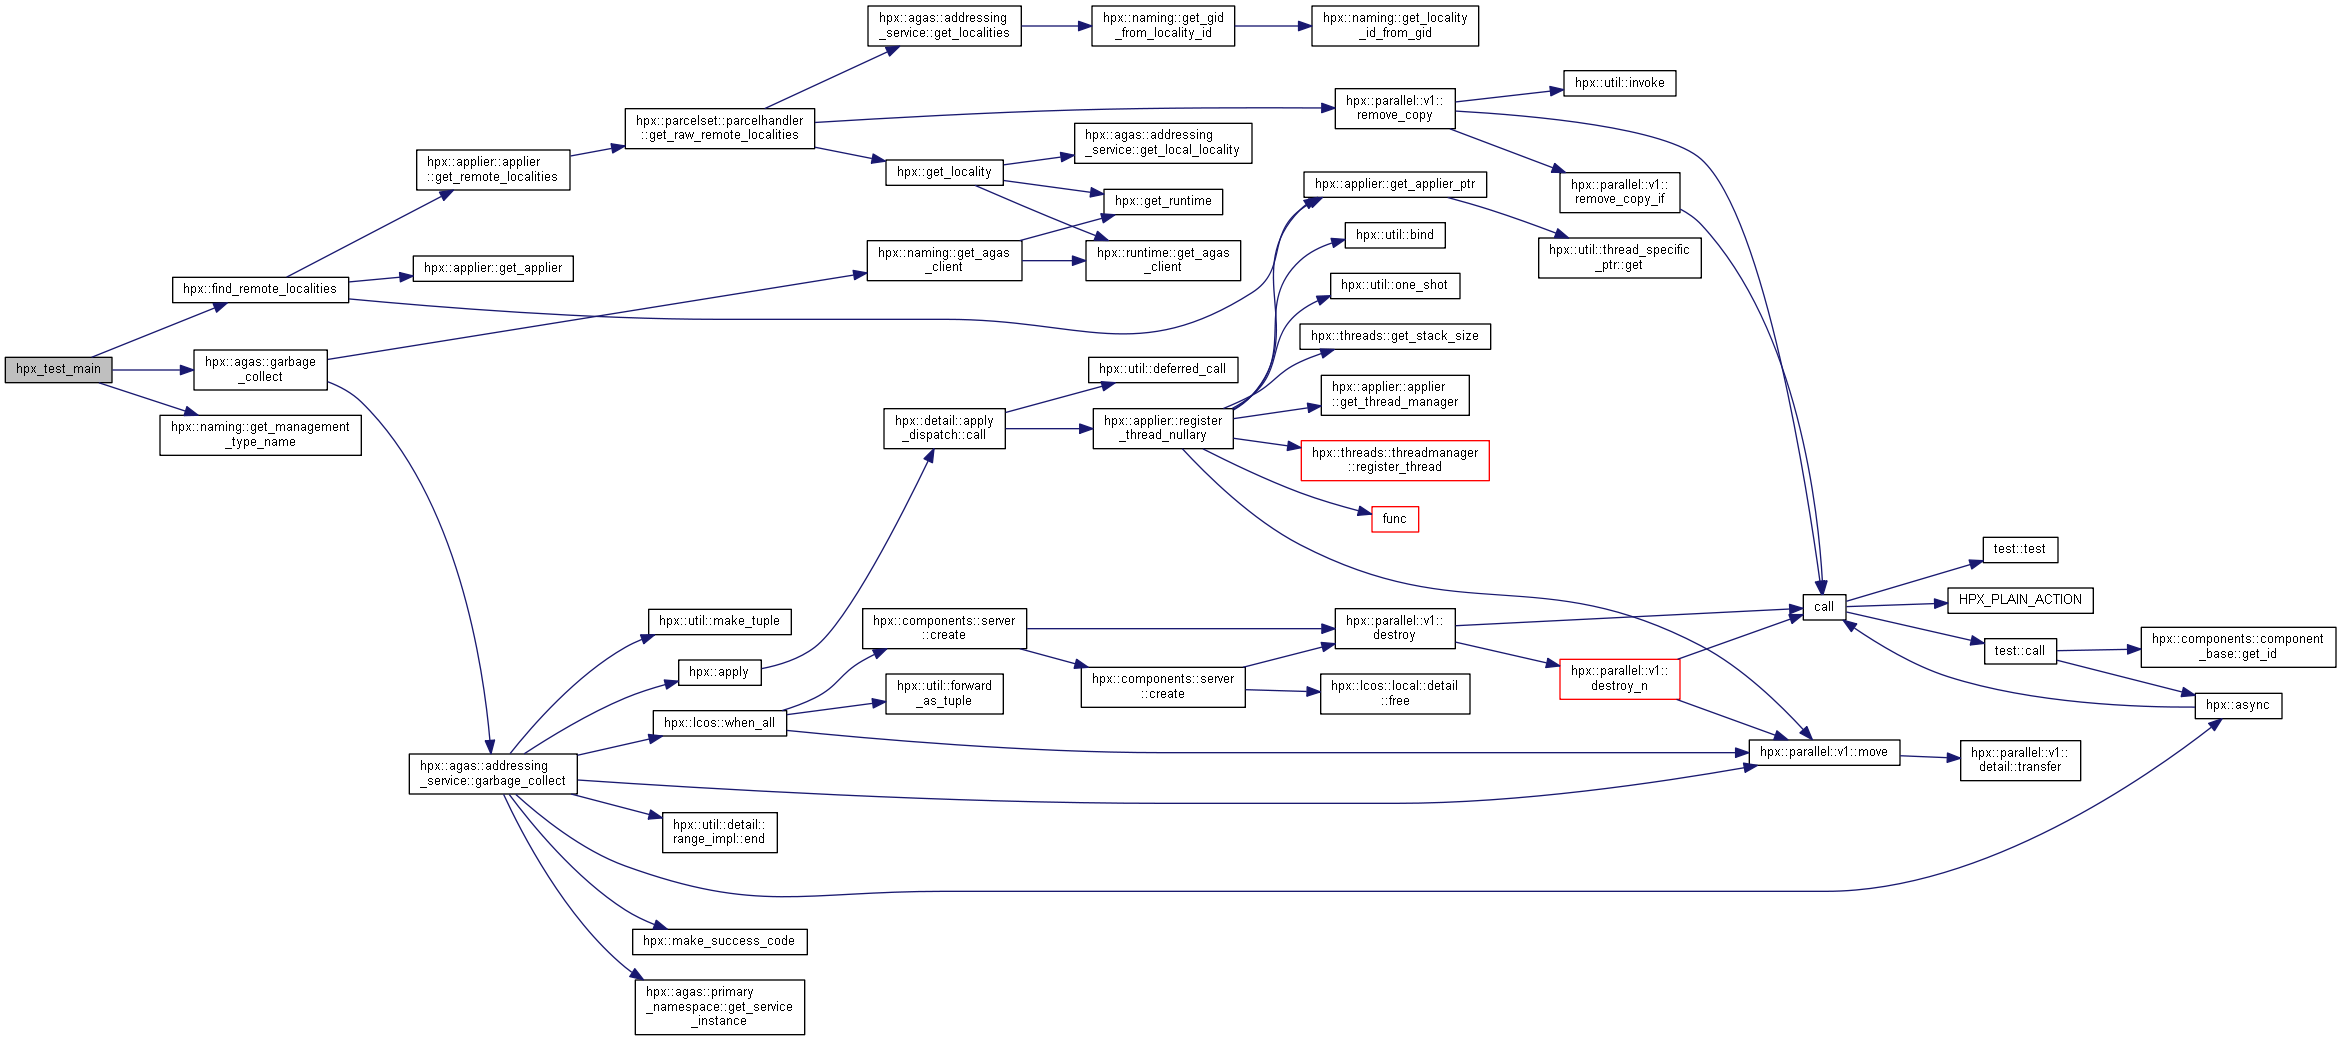 hpx_test_main
hpx::find_remote_localities
hpx::agas::garbage
_collect
hpx::naming::get_management
_type_name
hpx::applier::applier
::get_remote_localities
hpx::applier::get_applier
hpx::agas::addressing
_service::garbage_collect
hpx::parcelset::parcelhandler
::get_raw_remote_localities
hpx::util::make_tuple
hpx::apply
hpx::lcos::when_all
hpx::util::detail::
range_impl::end
hpx::make_success_code
hpx::agas::primary
_namespace::get_service
_instance
hpx::agas::addressing
_service::get_localities
hpx::get_locality
hpx::naming::get_agas
_client
hpx::detail::apply
_dispatch::call
hpx::components::server
::create
hpx::util::forward
_as_tuple
hpx::naming::get_gid
_from_locality_id
hpx::agas::addressing
_service::get_local_locality
hpx::get_runtime
hpx::runtime::get_agas
_client
hpx::util::deferred_call
hpx::applier::register
_thread_nullary
hpx::components::server
::create
hpx::naming::get_locality
_id_from_gid
hpx::parallel::v1::
remove_copy
hpx::applier::get_applier_ptr
hpx::util::bind
hpx::util::one_shot
hpx::threads::get_stack_size
hpx::applier::applier
::get_thread_manager
hpx::threads::threadmanager
::register_thread
func
hpx::parallel::v1::
destroy
hpx::lcos::local::detail
::free
hpx::util::invoke
hpx::parallel::v1::
remove_copy_if
hpx::util::thread_specific
_ptr::get
hpx::parallel::v1::
destroy_n
call
hpx::parallel::v1::move
test::test
HPX_PLAIN_ACTION
test::call
hpx::parallel::v1::
detail::transfer
hpx::components::component
_base::get_id
hpx::async